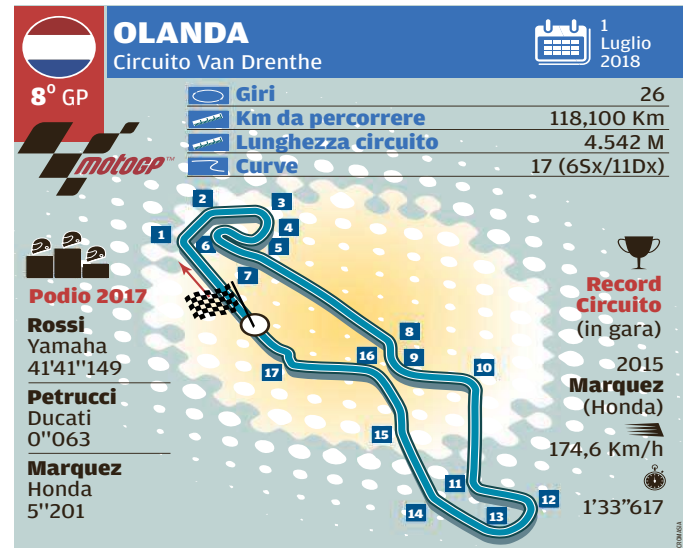 OLANDA
Circuito Van Drenthe
1
Luglio
2018
8° GP
motoGP™
Giri 26
Km da percorrere 118,100 Km
Lunghezza circuito 4.542 M
Curve 17 (6Sx/11Dx)
1
2
3
4
5
6
7
8
9
10
11
12
13
14
15
16
17
Podio 2017
Rossi
Yamaha
41'41''149
Petrucci
Ducati
0''063
Marquez
Honda
5''201
Record
Circuito
(in gara)
2015
Marquez
(Honda)
174,6 Km/h
1'33”617
CROMASIA